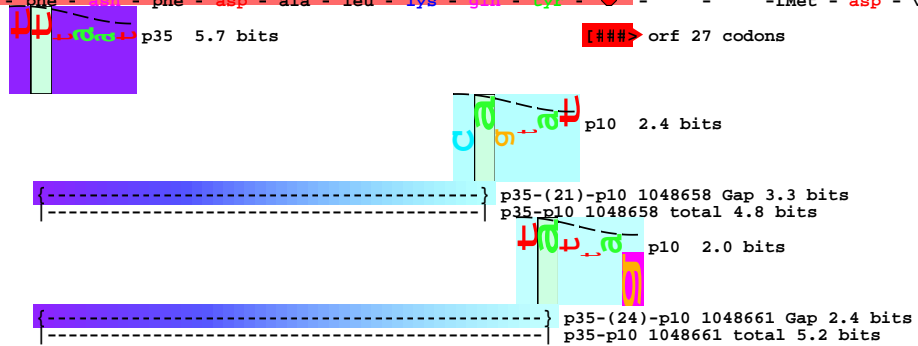 - phe - asn - phe - asp - ala - leu - lys - gln - tyr - - - -fMet - asp -
t t t a a t p35 5.7 bits
[###> orf 27 codons
c a g t a t p10 2.4 bits
{------------------------------------------} p35-(21)-p10 1048658 Gap 3.3 bits
|------------------------------------------| p35-p10 1048658 total 4.8 bits
t a t t a g p10 2.0 bits
{------------------------------------------------} p35-(24)-p10 1048661 Gap 2.4 bits
|------------------------------------------------| p35-p10 1048661 total 5.2 bits